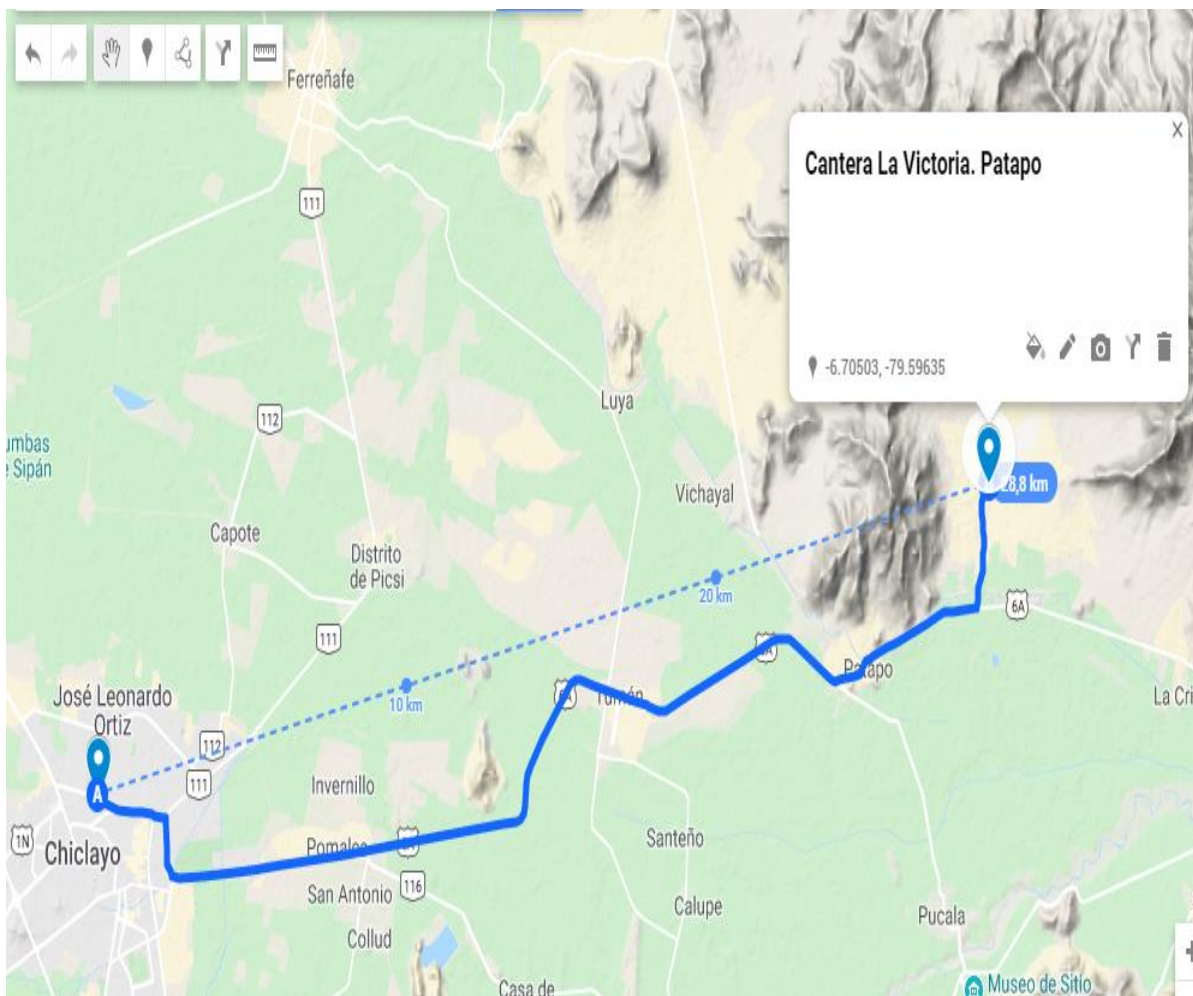 Ferreñafe
111
Cantera La Victoria. Patapo
-6.70503, -79.59635
Luya
112
umbas
e Sipán
Vichayal
28,8 km
Capote
Distrito
de Picsi
20 km
6A
111
Patapo
10 km
6A
Tumán
La Cri
José Leonardo
Ortiz
112
111
Invernillo
A
1N
Chiclayo
Pomalca
Santeño
San Antonio
116
Calupe
Pucala
Collud
Casa de
Museo de Sitio